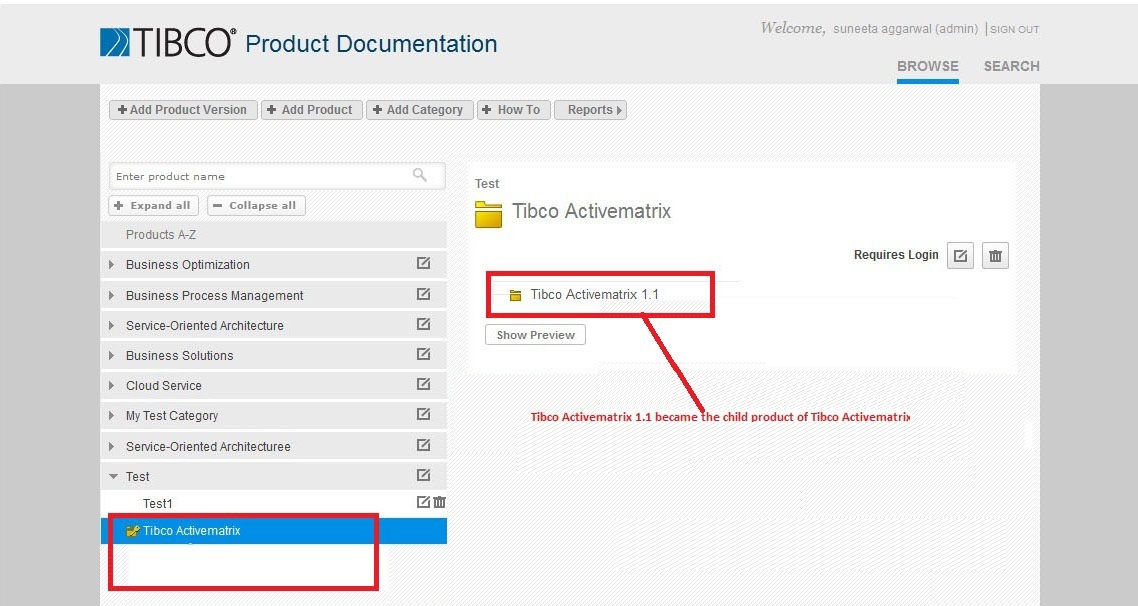 TIBCO® Product Documentation
Welcome, suneeta aggarwal (admin) | SIGN OUT
BROWSE SEARCH
Add Product Version Add Product Add Category How To Reports
Enter product name
Expand all Collapse all
Products A-Z
Business Optimization
Business Process Management
Service-Oriented Architecture
Business Solutions
Cloud Service
My Test Category
Service-Oriented Architecturee
Test
Test1
Tibco Activematrix
Test
Tibco Activematrix
Requires Login
Tibco Activematrix 1.1
Show Preview
Tibco Activematrix 1.1 became the child product of Tibco Activematrix